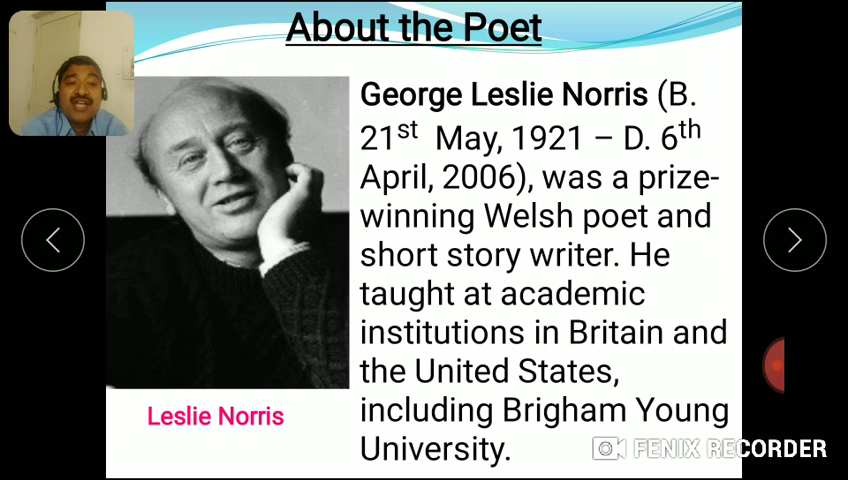 About the Poet
George Leslie Norris (B.
21st May, 1921 – D. 6th
April, 2006), was a prize-
winning Welsh poet and
short story writer. He
taught at academic
institutions in Britain and
the United States,
including Brigham Young
University.
Leslie Norris
FENIX RECORDER